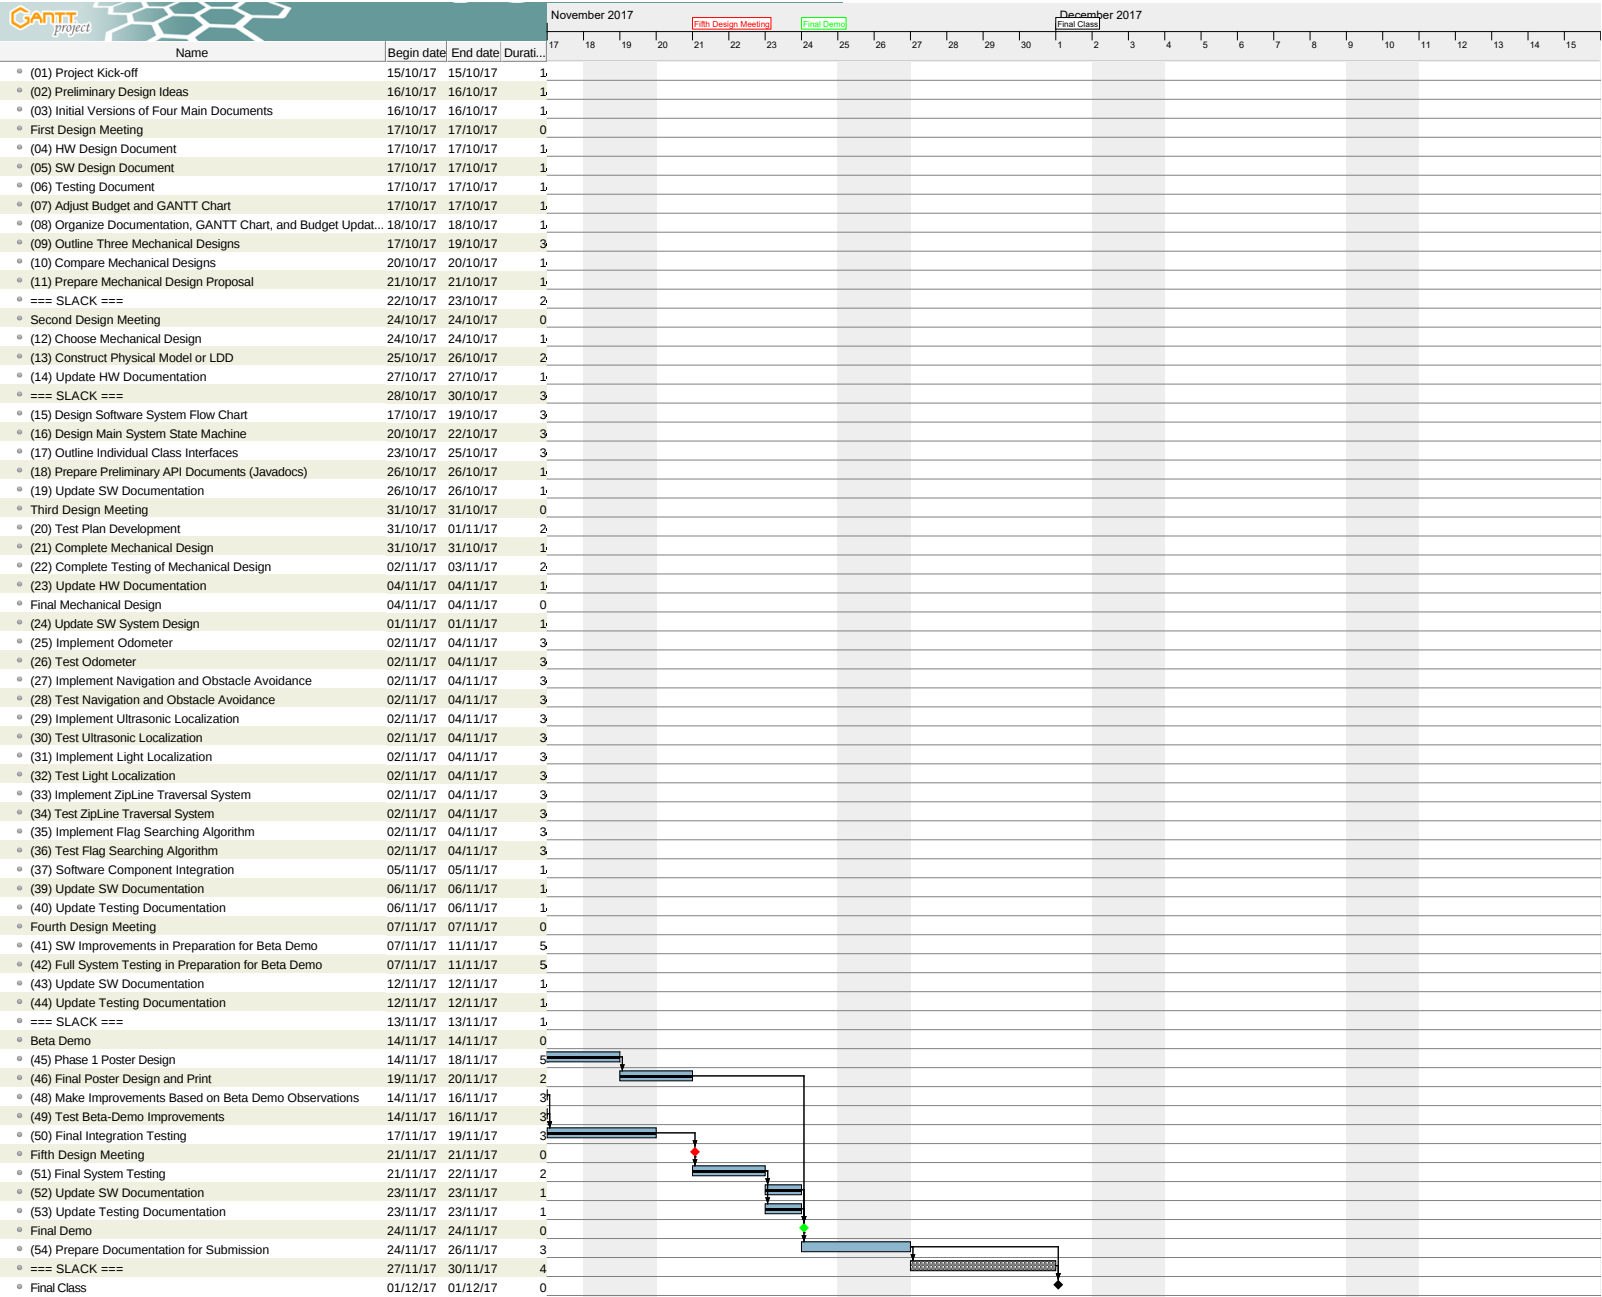 GANTT
project
November 2017
December 2017
Fifth Design Meeting
Final Demo
Final Class
Name Begin date End date Durati...
17 18 19 20 21 22 23 24 25 26 27 28 29 30 1 2 3 4 5 6 7 8 9 10 11 12 13 14 15
(01) Project Kick-off 15/10/17 15/10/17 1
(02) Preliminary Design Ideas 16/10/17 16/10/17 1
(03) Initial Versions of Four Main Documents 16/10/17 16/10/17 1
First Design Meeting 17/10/17 17/10/17 0
(04) HW Design Document 17/10/17 17/10/17 1
(05) SW Design Document 17/10/17 17/10/17 1
(06) Testing Document 17/10/17 17/10/17 1
(07) Adjust Budget and GANTT Chart 17/10/17 17/10/17 1
(08) Organize Documentation, GANTT Chart, and Budget Updat... 18/10/17 18/10/17 1
(09) Outline Three Mechanical Designs 17/10/17 19/10/17 3
(10) Compare Mechanical Designs 20/10/17 20/10/17 1
(11) Prepare Mechanical Design Proposal 21/10/17 21/10/17 1
=== SLACK === 22/10/17 23/10/17 2
Second Design Meeting 24/10/17 24/10/17 0
(12) Choose Mechanical Design 24/10/17 24/10/17 1
(13) Construct Physical Model or LDD 25/10/17 26/10/17 2
(14) Update HW Documentation 27/10/17 27/10/17 1
=== SLACK === 28/10/17 30/10/17 3
(15) Design Software System Flow Chart 17/10/17 19/10/17 3
(16) Design Main System State Machine 20/10/17 22/10/17 3
(17) Outline Individual Class Interfaces 23/10/17 25/10/17 3
(18) Prepare Preliminary API Documents (Javadocs) 26/10/17 26/10/17 1
(19) Update SW Documentation 26/10/17 26/10/17 1
Third Design Meeting 31/10/17 31/10/17 0
(20) Test Plan Development 31/10/17 01/11/17 2
(21) Complete Mechanical Design 31/10/17 31/10/17 1
(22) Complete Testing of Mechanical Design 02/11/17 03/11/17 2
(23) Update HW Documentation 04/11/17 04/11/17 1
Final Mechanical Design 04/11/17 04/11/17 0
(24) Update SW System Design 01/11/17 01/11/17 1
(25) Implement Odometer 02/11/17 04/11/17 3
(26) Test Odometer 02/11/17 04/11/17 3
(27) Implement Navigation and Obstacle Avoidance 02/11/17 04/11/17 3
(28) Test Navigation and Obstacle Avoidance 02/11/17 04/11/17 3
(29) Implement Ultrasonic Localization 02/11/17 04/11/17 3
(30) Test Ultrasonic Localization 02/11/17 04/11/17 3
(31) Implement Light Localization 02/11/17 04/11/17 3
(32) Test Light Localization 02/11/17 04/11/17 3
(33) Implement ZipLine Traversal System 02/11/17 04/11/17 3
(34) Test ZipLine Traversal System 02/11/17 04/11/17 3
(35) Implement Flag Searching Algorithm 02/11/17 04/11/17 3
(36) Test Flag Searching Algorithm 02/11/17 04/11/17 3
(37) Software Component Integration 05/11/17 05/11/17 1
(39) Update SW Documentation 06/11/17 06/11/17 1
(40) Update Testing Documentation 06/11/17 06/11/17 1
Fourth Design Meeting 07/11/17 07/11/17 0
(41) SW Improvements in Preparation for Beta Demo 07/11/17 11/11/17 5
(42) Full System Testing in Preparation for Beta Demo 07/11/17 11/11/17 5
(43) Update SW Documentation 12/11/17 12/11/17 1
(44) Update Testing Documentation 12/11/17 12/11/17 1
=== SLACK === 13/11/17 13/11/17 1
Beta Demo 14/11/17 14/11/17 0
(45) Phase 1 Poster Design 14/11/17 18/11/17 5
(46) Final Poster Design and Print 19/11/17 20/11/17 2
(48) Make Improvements Based on Beta Demo Observations 14/11/17 16/11/17 3
(49) Test Beta-Demo Improvements 14/11/17 16/11/17 3
(50) Final Integration Testing 17/11/17 19/11/17 3
Fifth Design Meeting 21/11/17 21/11/17 0
(51) Final System Testing 21/11/17 22/11/17 2
(52) Update SW Documentation 23/11/17 23/11/17 1
(53) Update Testing Documentation 23/11/17 23/11/17 1
Final Demo 24/11/17 24/11/17 0
(54) Prepare Documentation for Submission 24/11/17 26/11/17 3
=== SLACK === 27/11/17 30/11/17 4
Final Class 01/12/17 01/12/17 0